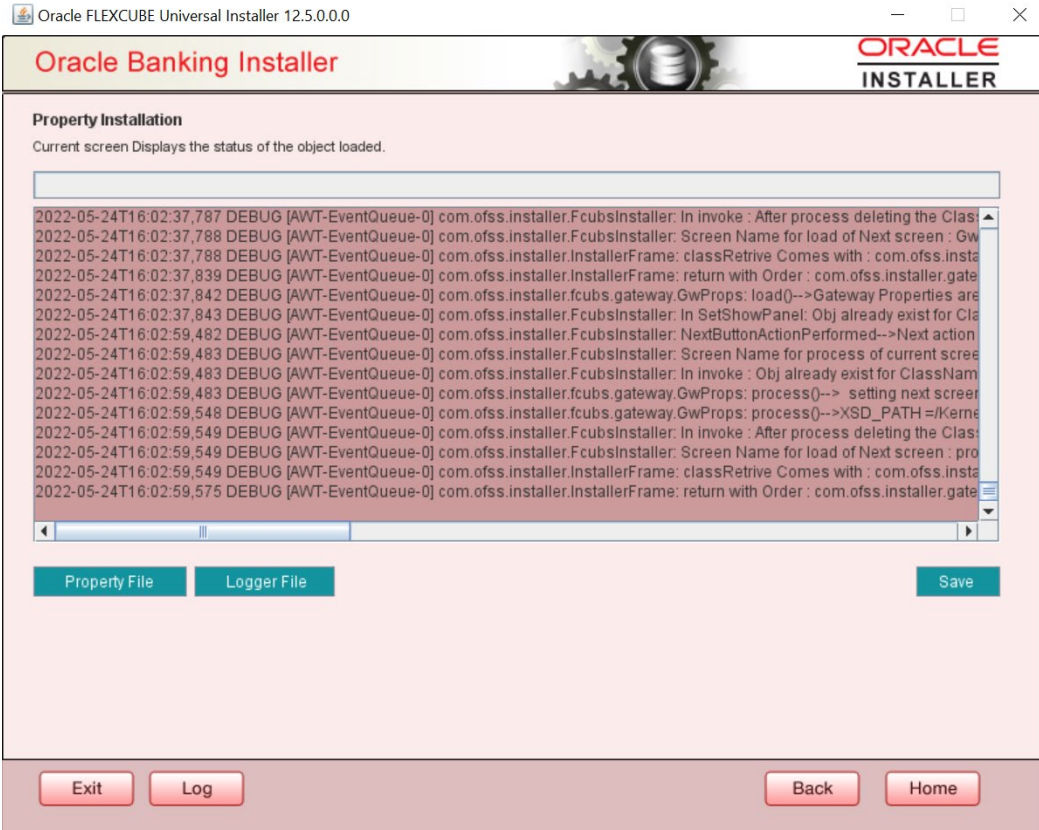 Oracle FLEXCUBE Universal Installer 12.5.0.0.0
Oracle Banking Installer
ORACLE
INSTALLER
Property Installation
Current screen Displays the status of the object loaded.
2022-05-24T16:02:37,787 DEBUG [AWT-EventQueue-0] com.ofss.installer.FcubsInstaller: In invoke : After process deleting the Clas
2022-05-24T16:02:37,788 DEBUG [AWT-EventQueue-0] com.ofss.installer.FcubsInstaller: Screen Name for load of Next screen : Gw
2022-05-24T16:02:37,788 DEBUG [AWT-EventQueue-0] com.ofss.installer.InstallerFrame: classRetrive Comes with : com.ofss.insta
2022-05-24T16:02:37,839 DEBUG [AWT-EventQueue-0] com.ofss.installer.InstallerFrame: return with Order : com.ofss.installer.gate
2022-05-24T16:02:37,842 DEBUG [AWT-EventQueue-0] com.ofss.installer.fcubs.gateway.GwProps: load()-->Gateway Properties are
2022-05-24T16:02:37,843 DEBUG [AWT-EventQueue-0] com.ofss.installer.FcubsInstaller: In SetShowPanel: Obj already exist for Cla
2022-05-24T16:02:59,482 DEBUG [AWT-EventQueue-0] com.ofss.installer.FcubsInstaller: NextButtonActionPerformed-->Next action
2022-05-24T16:02:59,483 DEBUG [AWT-EventQueue-0] com.ofss.installer.FcubsInstaller: Screen Name for process of current scree
2022-05-24T16:02:59,483 DEBUG [AWT-EventQueue-0] com.ofss.installer.FcubsInstaller: In invoke : Obj already exist for ClassNam
2022-05-24T16:02:59,483 DEBUG [AWT-EventQueue-0] com.ofss.installer.fcubs.gateway.GwProps: process()--> setting next screen
2022-05-24T16:02:59,548 DEBUG [AWT-EventQueue-0] com.ofss.installer.fcubs.gateway.GwProps: process()-->XSD_PATH =/Kerne
2022-05-24T16:02:59,549 DEBUG [AWT-EventQueue-0] com.ofss.installer.FcubsInstaller: In invoke : After process deleting the Clas
2022-05-24T16:02:59,549 DEBUG [AWT-EventQueue-0] com.ofss.installer.FcubsInstaller: Screen Name for load of Next screen : pro
2022-05-24T16:02:59,549 DEBUG [AWT-EventQueue-0] com.ofss.installer.InstallerFrame: classRetrive Comes with : com.ofss.insta
2022-05-24T16:02:59,575 DEBUG [AWT-EventQueue-0] com.ofss.installer.InstallerFrame: return with Order : com.ofss.installer.gate
Property File Logger File Save
Exit Log Back Home